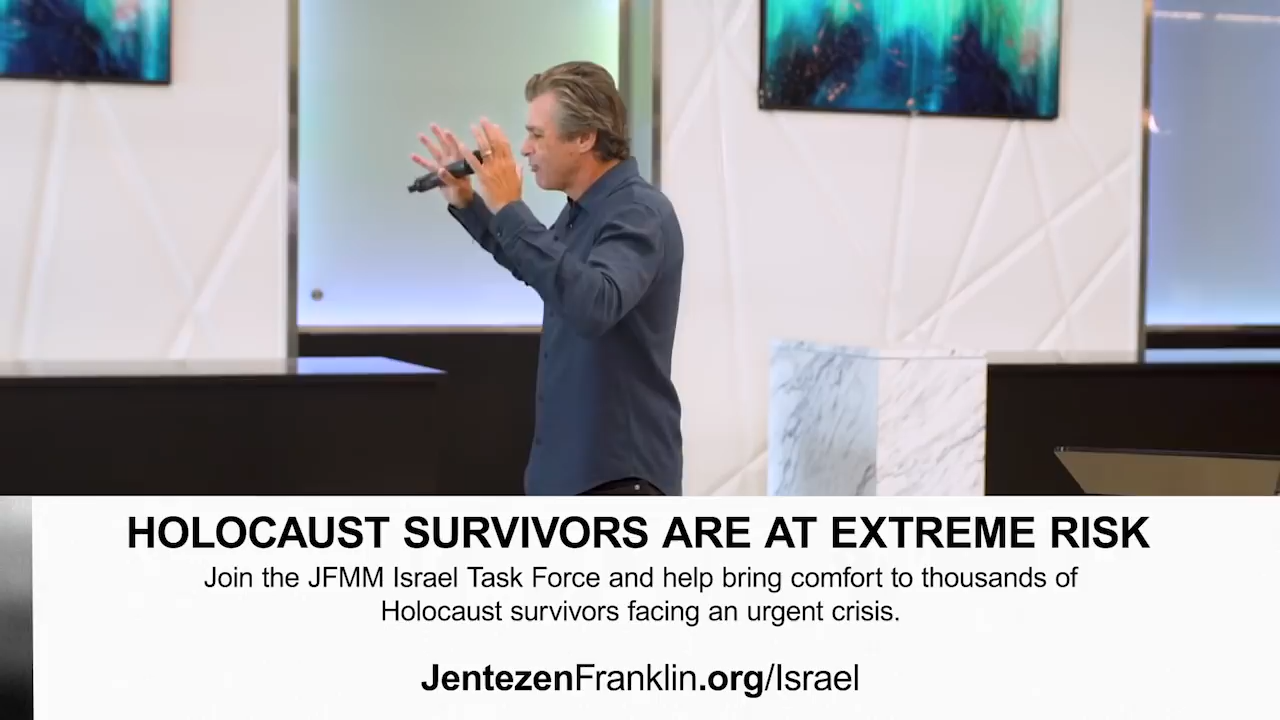 HOLOCAUST SURVIVORS ARE AT EXTREME RISK
Join the JFMM Israel Task Force and help bring comfort to thousands of
Holocaust survivors facing an urgent crisis.
JentezenFranklin.org/Israel